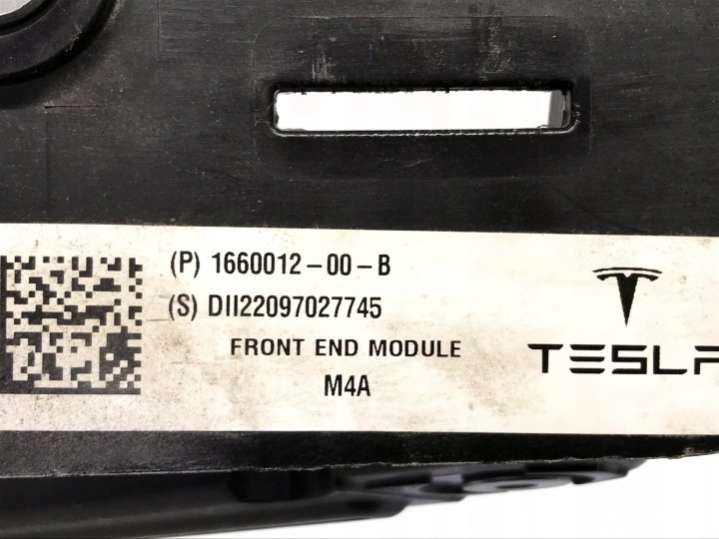 (P) 1660012-00-B
(S) DII22097027745
FRONT END MODULE
M4A
TESLA